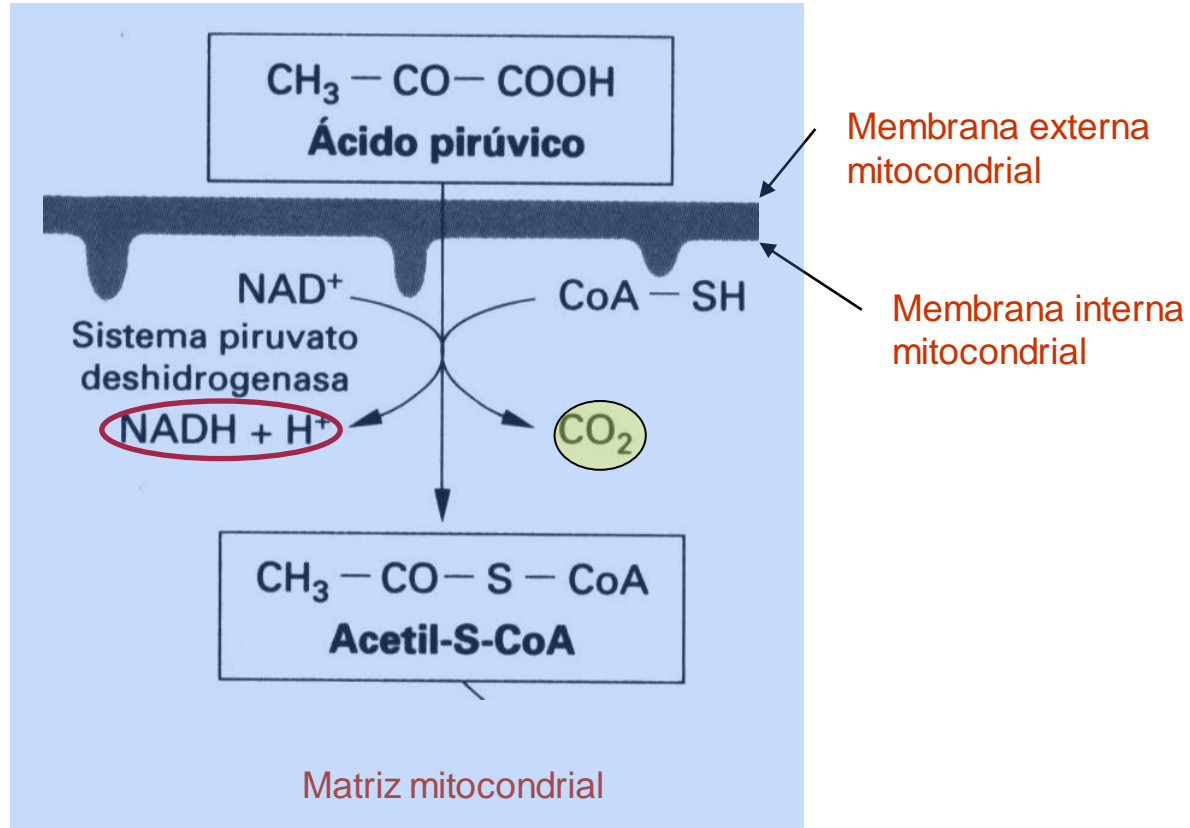 CH₃ — CO — COOH
Ácido pirúvico
Membrana externa
mitocondrial
NAD⁺
CoA — SH
Membrana interna
mitocondrial
Sistema piruvato
deshidrogenasa
NADH + H⁺
CO₂
CH₃ — CO — S — CoA
Acetil-S-CoA
Matriz mitocondrial